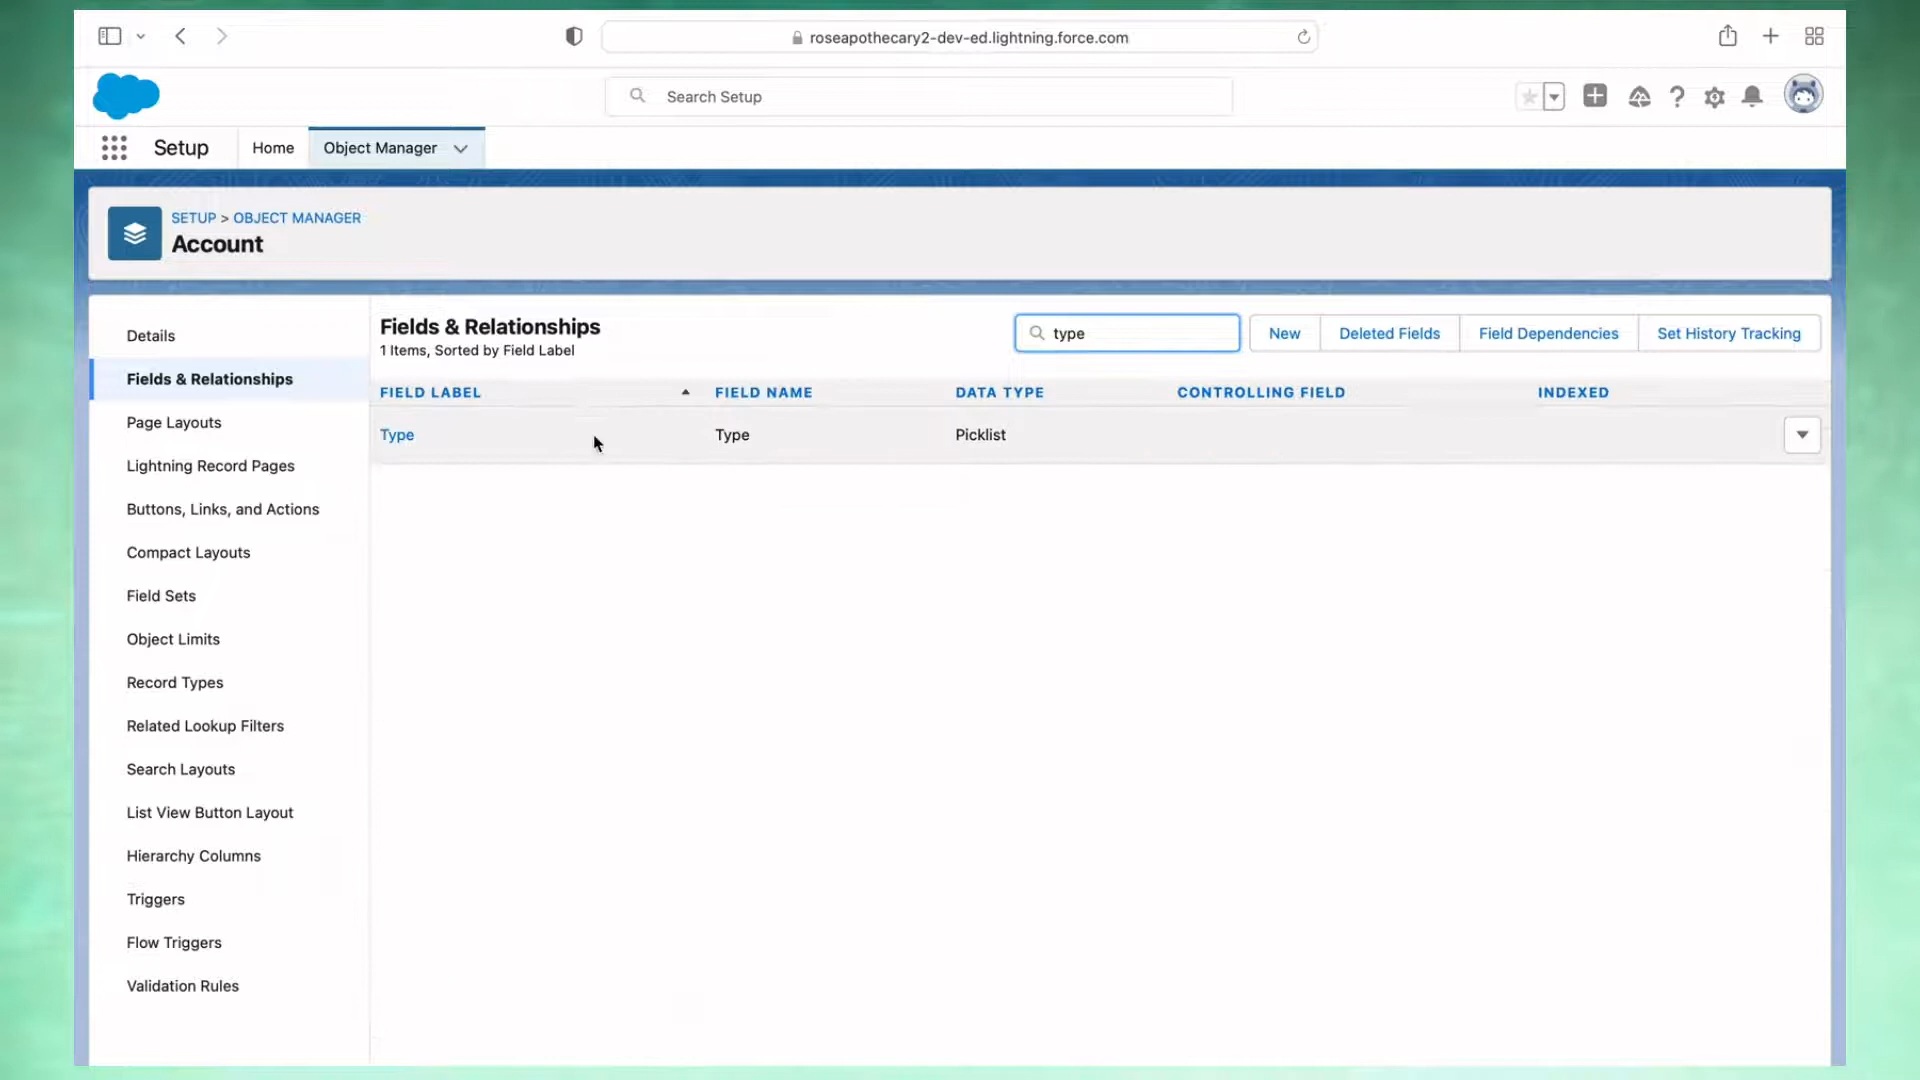 roseapothecary2-dev-ed.lightning.force.com
Search Setup
Setup
Home
Object Manager
SETUP > OBJECT MANAGER
Account
Details
Fields & Relationships
Page Layouts
Lightning Record Pages
Buttons, Links, and Actions
Compact Layouts
Field Sets
Object Limits
Record Types
Related Lookup Filters
Search Layouts
List View Button Layout
Hierarchy Columns
Triggers
Flow Triggers
Validation Rules
Fields & Relationships
1 Items, Sorted by Field Label
type
New
Deleted Fields
Field Dependencies
Set History Tracking
FIELD LABEL FIELD NAME DATA TYPE CONTROLLING FIELD INDEXED
Type Type Picklist